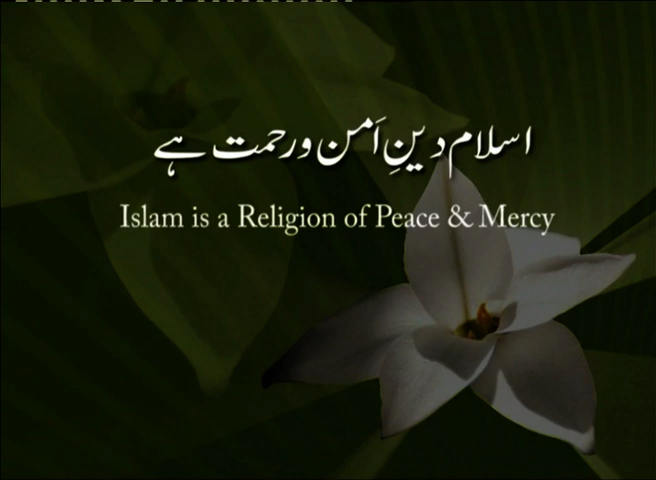 اسلام دینِ اَمن و رحمت ہے
Islam is a Religion of Peace & Mercy